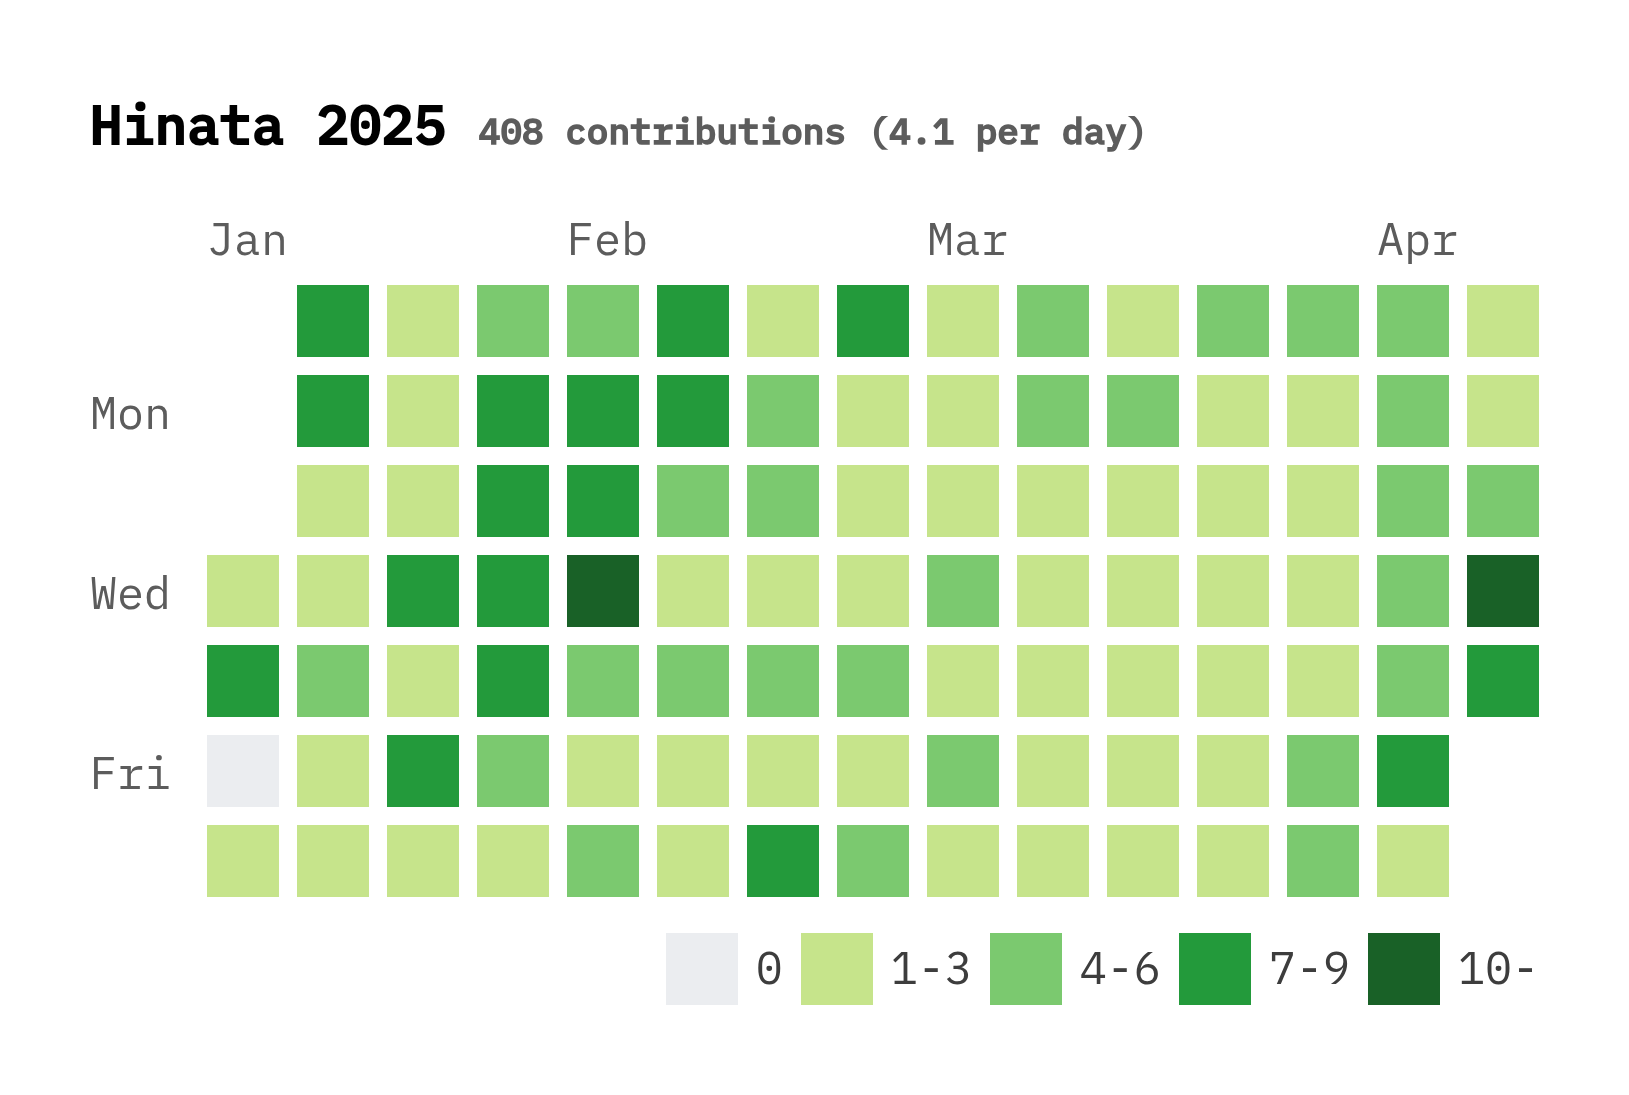 Hinata 2025 408 contributions (4.1 per day)
Jan Feb Mar Apr
Mon
Wed
Fri
0 1-3 4-6 7-9 10-